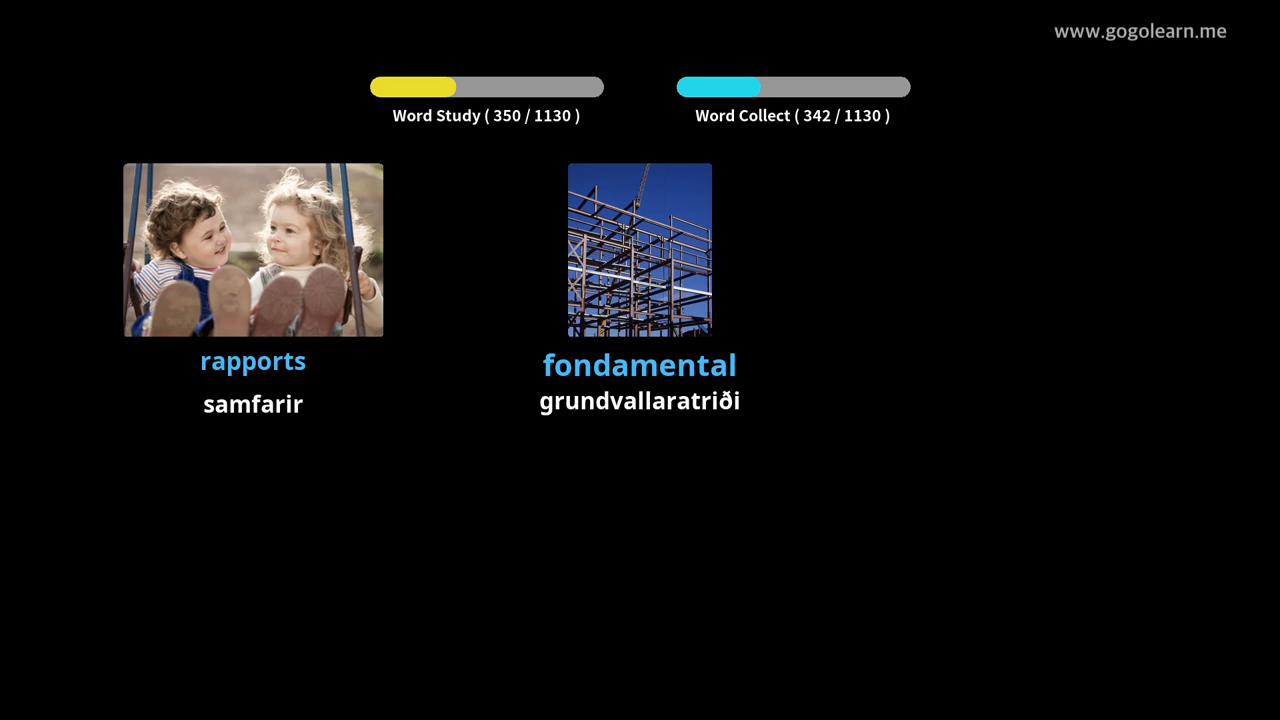 www.gogolearn.me
Word Study ( 350 / 1130 )
Word Collect ( 342 / 1130 )
rapports
samfarir
fondamental
grundvallaratriði